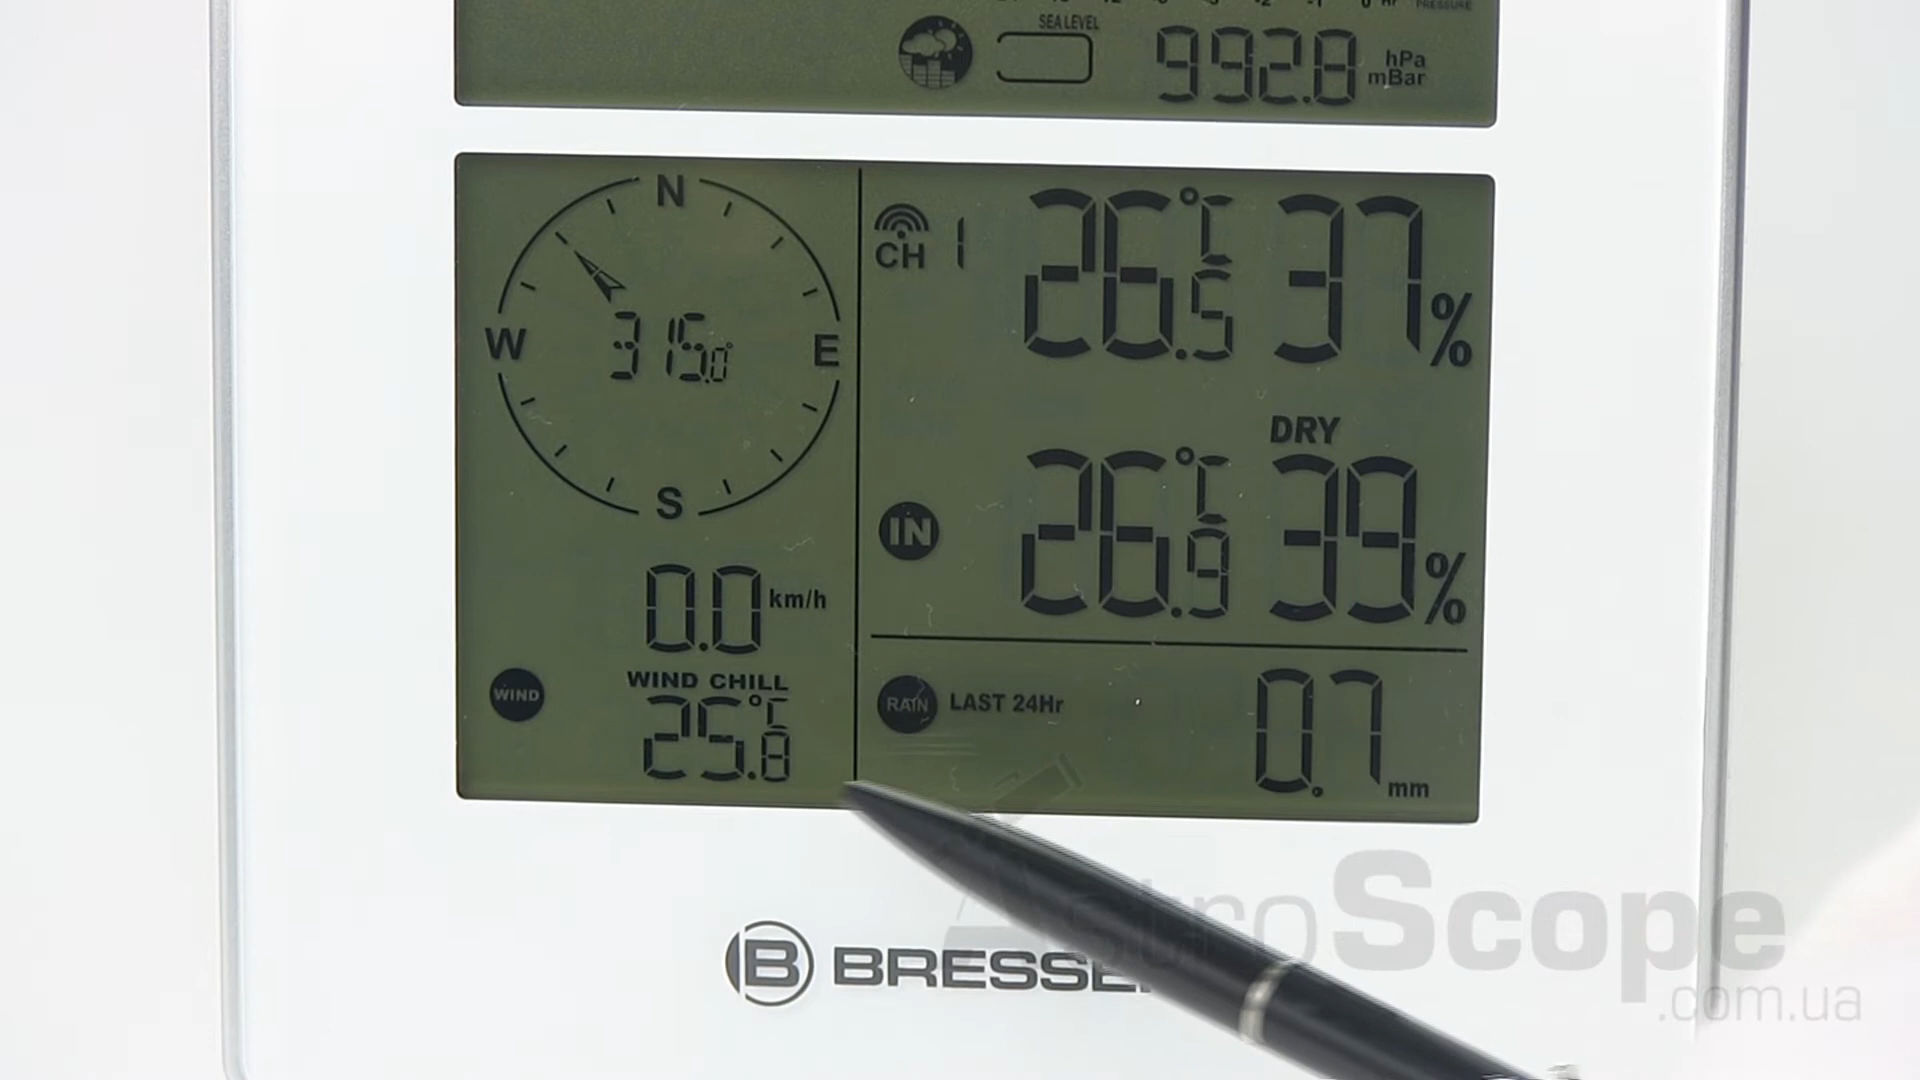 SEA LEVEL
992.8 hPa
mBar
N
W E
S
315.0°
0.0 km/h
WIND
WIND CHILL
25.8 °C
CH 1 26.5 °C 37 %
DRY
IN 26.9 °C 39 %
RAIN LAST 24Hr 0.7 mm
B BRESSE
Scope
.com.ua